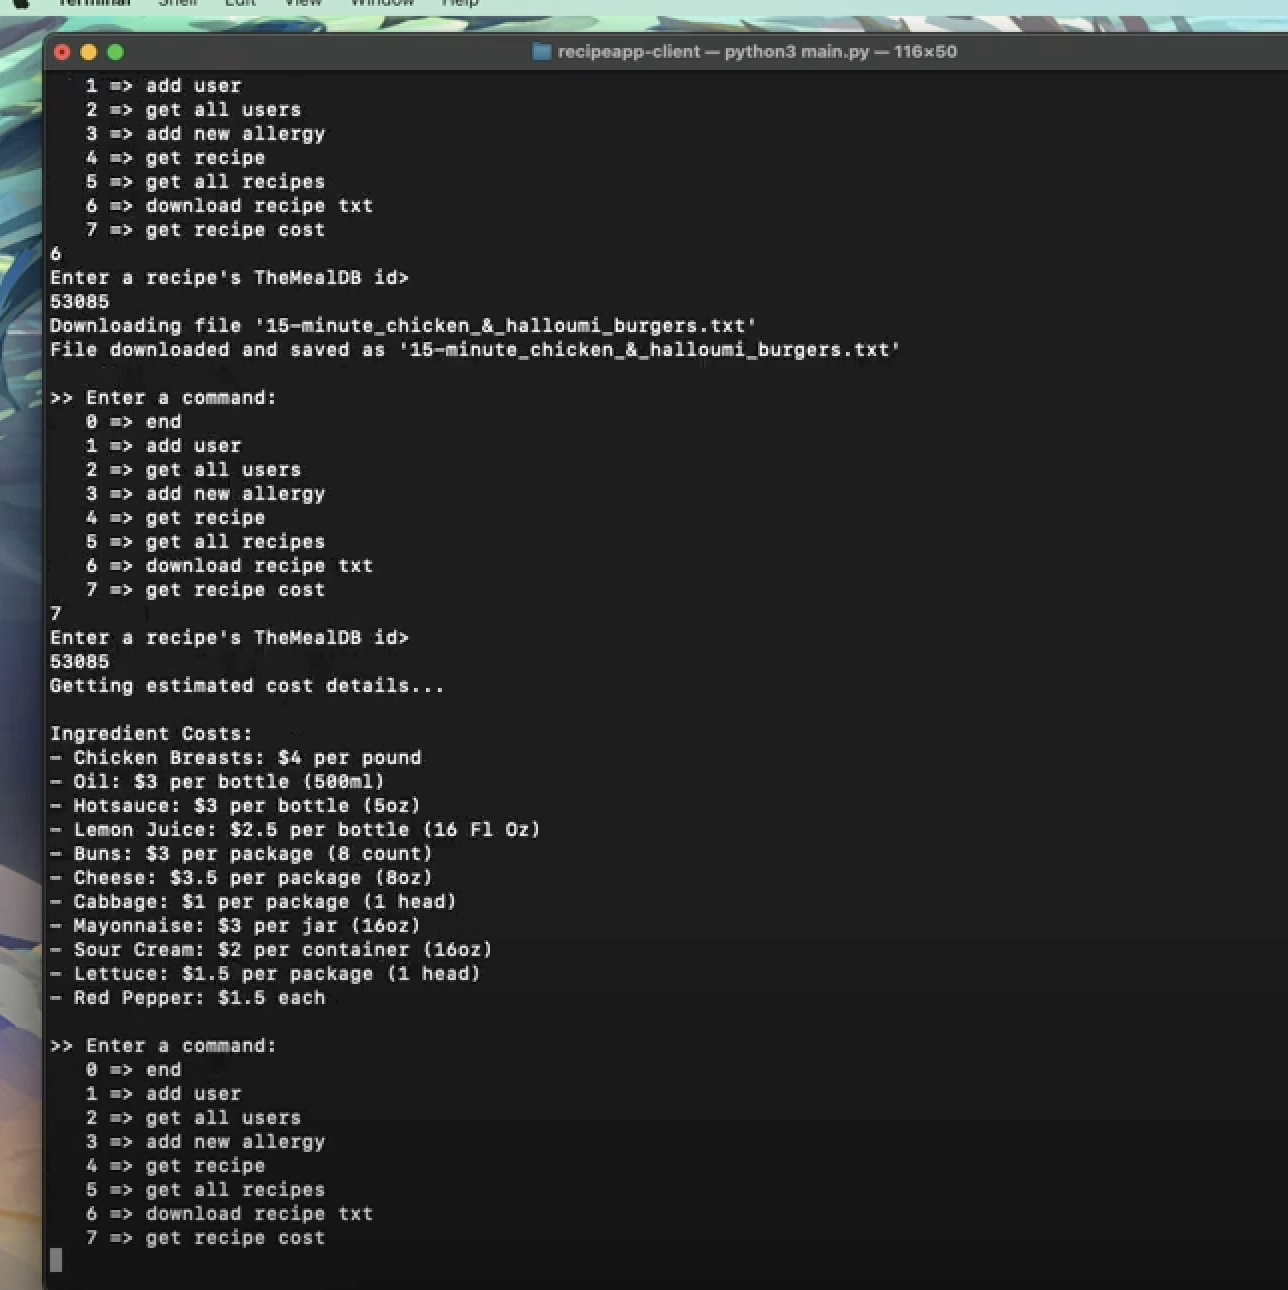 Terminal Shell Edit View Window Help
recipeapp-client — python3 main.py — 116×50
1 => add user
2 => get all users
3 => add new allergy
4 => get recipe
5 => get all recipes
6 => download recipe txt
7 => get recipe cost
6
Enter a recipe's TheMealDB id>
53085
Downloading file '15-minute_chicken_&_halloumi_burgers.txt'
File downloaded and saved as '15-minute_chicken_&_halloumi_burgers.txt'
>> Enter a command:
0 => end
1 => add user
2 => get all users
3 => add new allergy
4 => get recipe
5 => get all recipes
6 => download recipe txt
7 => get recipe cost
7
Enter a recipe's TheMealDB id>
53085
Getting estimated cost details...
Ingredient Costs:
- Chicken Breasts: $4 per pound
- Oil: $3 per bottle (500ml)
- Hotsauce: $3 per bottle (5oz)
- Lemon Juice: $2.5 per bottle (16 Fl Oz)
- Buns: $3 per package (8 count)
- Cheese: $3.5 per package (8oz)
- Cabbage: $1 per package (1 head)
- Mayonnaise: $3 per jar (16oz)
- Sour Cream: $2 per container (16oz)
- Lettuce: $1.5 per package (1 head)
- Red Pepper: $1.5 each
>> Enter a command:
0 => end
1 => add user
2 => get all users
3 => add new allergy
4 => get recipe
5 => get all recipes
6 => download recipe txt
7 => get recipe cost